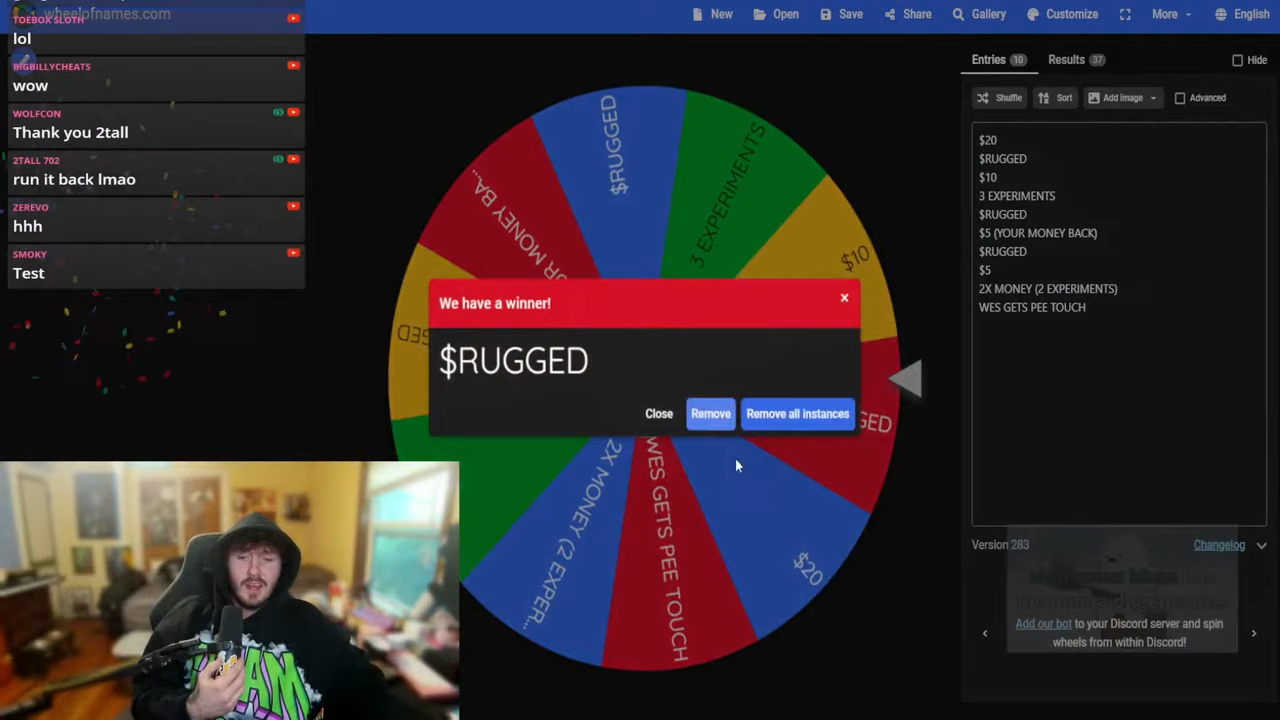 wheelofnames.com
New
Open
Save
Share
Gallery
Customize
More
English
TOEBOX SLOTH
lol
BIGBILLYCHEATS
wow
WOLFCON
Thank you 2tall
2TALL 702
run it back lmao
ZEREVO
hhh
SMOKY
Test
$RUGGED
3 EXPERIMENTS
$10
GED
$20
WES GETS PEE TOUCH
2X MONEY (2 EXPER...
GGED
UR MONEY BA...
We have a winner!
×
$RUGGED
Close
Remove
Remove all instances
Entries 10
Results 37
Hide
Shuffle
Sort
Add image
Advanced
$20
$RUGGED
$10
3 EXPERIMENTS
$RUGGED
$5 (YOUR MONEY BACK)
$RUGGED
$5
2X MONEY (2 EXPERIMENTS)
WES GETS PEE TOUCH
Version 283
Changelog
Add our bot to your Discord server and spin
wheels from within Discord!